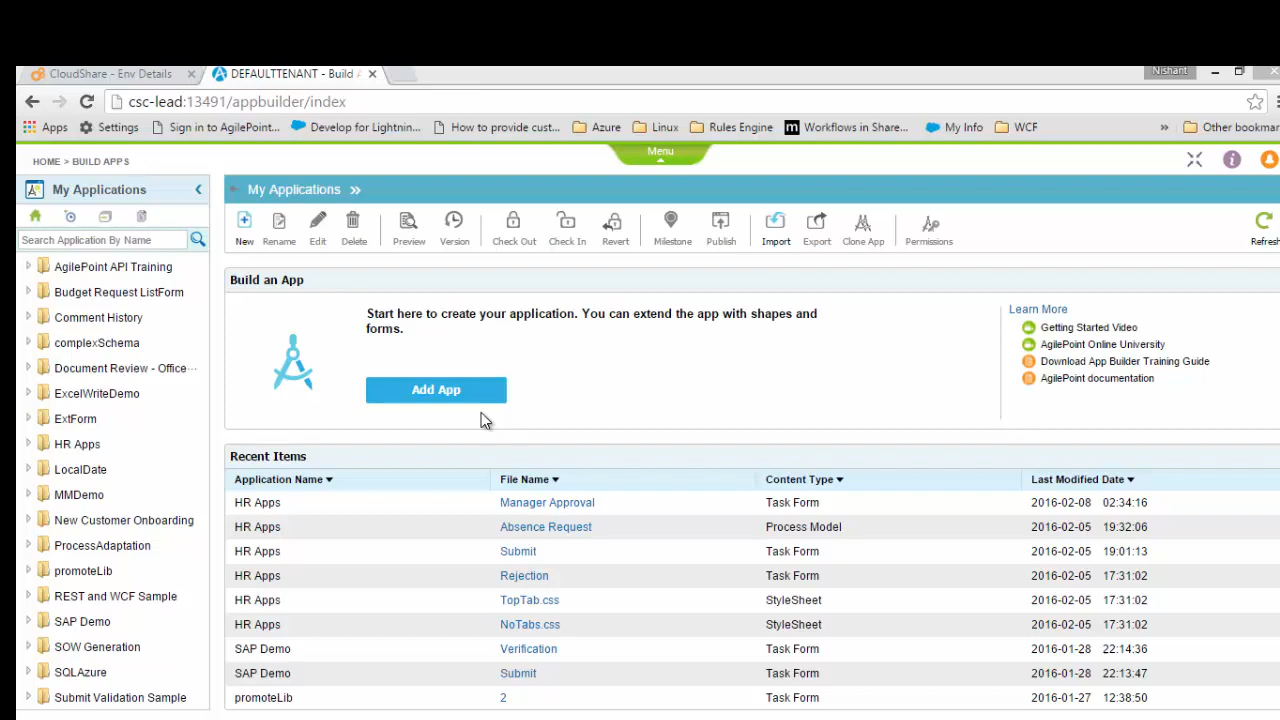 CloudShare - Env Details
DEFAULTTENANT - Build
Nishant
csc-lead:13491/appbuilder/index
Apps Settings Sign in to AgilePoint... Develop for Lightnin... How to provide cust... Azure Linux Rules Engine Workflows in Share... My Info WCF » Other bookmar
HOME > BUILD APPS
Menu
My Applications
My Applications »
New Rename Edit Delete Preview Version Check Out Check In Revert Milestone Publish Import Export Clone App Permissions Refresh
Search Application By Name
AgilePoint API Training
Budget Request ListForm
Comment History
complexSchema
Document Review - Office...
ExcelWriteDemo
ExtForm
HR Apps
LocalDate
MMDemo
New Customer Onboarding
ProcessAdaptation
promoteLib
REST and WCF Sample
SAP Demo
SOW Generation
SQLAzure
Submit Validation Sample
Build an App
Start here to create your application. You can extend the app with shapes and
forms.
Add App
Learn More
Getting Started Video
AgilePoint Online University
Download App Builder Training Guide
AgilePoint documentation
Recent Items
Application Name File Name Content Type Last Modified Date
HR Apps Manager Approval Task Form 2016-02-08 02:34:16
HR Apps Absence Request Process Model 2016-02-05 19:32:06
HR Apps Submit Task Form 2016-02-05 19:01:13
HR Apps Rejection Task Form 2016-02-05 17:31:02
HR Apps TopTab.css StyleSheet 2016-02-05 17:31:02
HR Apps NoTabs.css StyleSheet 2016-02-05 17:31:02
SAP Demo Verification Task Form 2016-01-28 22:14:36
SAP Demo Submit Task Form 2016-01-28 22:13:47
promoteLib 2 Task Form 2016-01-27 12:38:50